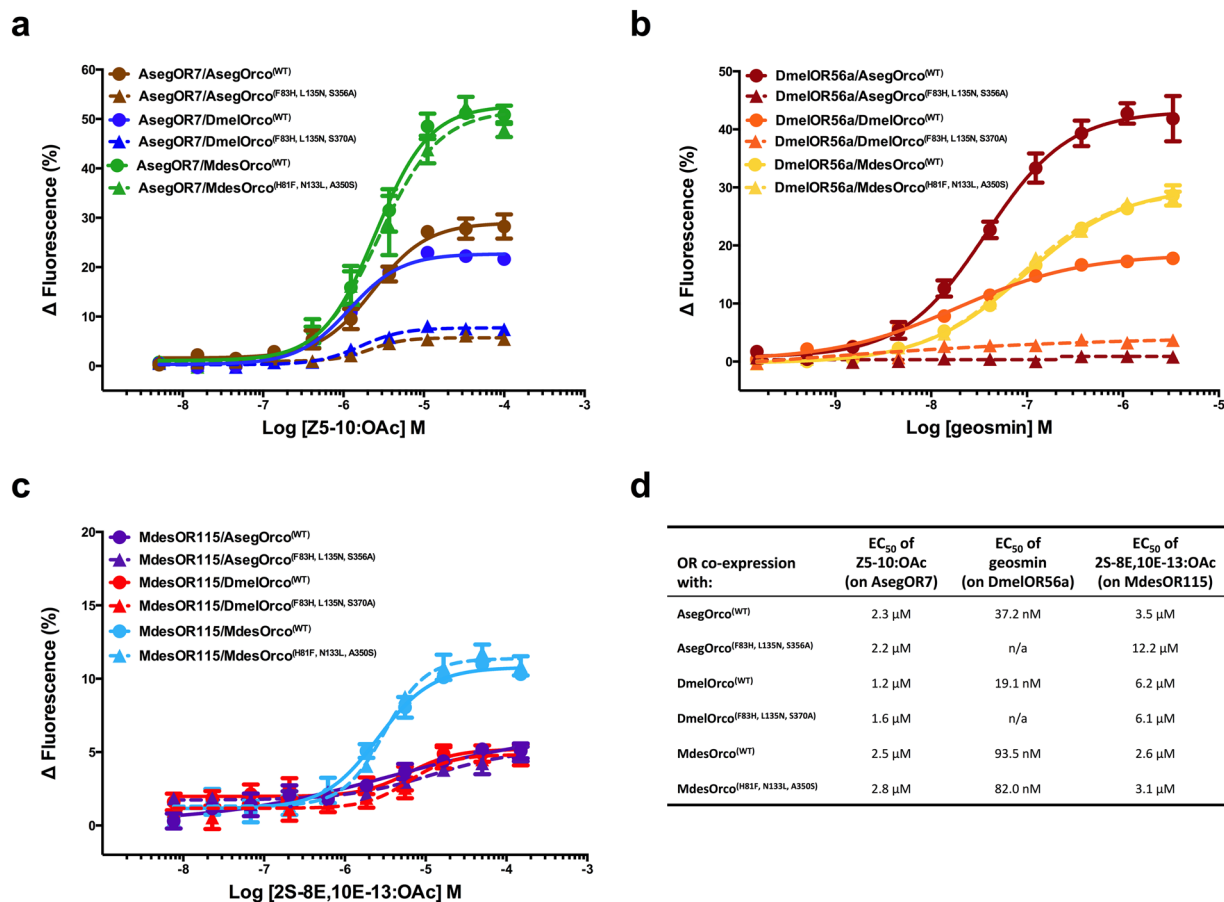 a
AsegOR7/AsegOrco(WT)
AsegOR7/AsegOrco(F83H, L135N, S356A)
AsegOR7/DmelOrco(WT)
AsegOR7/DmelOrco(F83H, L135N, S370A)
AsegOR7/MdesOrco(WT)
AsegOR7/MdesOrco(H81F, N133L, A350S)
Δ Fluorescence (%)
60
50
40
30
20
10
0
-8 -7 -6 -5 -4 -3
Log [Z5-10:OAc] M
b
DmelOR56a/AsegOrco(WT)
DmelOR56a/AsegOrco(F83H, L135N, S356A)
DmelOR56a/DmelOrco(WT)
DmelOR56a/DmelOrco(F83H, L135N, S370A)
DmelOR56a/MdesOrco(WT)
DmelOR56a/MdesOrco(H81F, N133L, A350S)
Δ Fluorescence (%)
50
40
30
20
10
0
-9 -8 -7 -6 -5
Log [geosmin] M
c
MdesOR115/AsegOrco(WT)
MdesOR115/AsegOrco(F83H, L135N, S356A)
MdesOR115/DmelOrco(WT)
MdesOR115/DmelOrco(F83H, L135N, S370A)
MdesOR115/MdesOrco(WT)
MdesOR115/MdesOrco(H81F, N133L, A350S)
Δ Fluorescence (%)
20
15
10
5
0
-8 -7 -6 -5 -4 -3
Log [2S-8E,10E-13:OAc] M
d
OR co-expression with: EC50 of Z5-10:OAc (on AsegOR7) EC50 of geosmin (on DmelOR56a) EC50 of 2S-8E,10E-13:OAc (on MdesOR115)
AsegOrco(WT) 2.3 μM 37.2 nM 3.5 μM
AsegOrco(F83H, L135N, S356A) 2.2 μM n/a 12.2 μM
DmelOrco(WT) 1.2 μM 19.1 nM 6.2 μM
DmelOrco(F83H, L135N, S370A) 1.6 μM n/a 6.1 μM
MdesOrco(WT) 2.5 μM 93.5 nM 2.6 μM
MdesOrco(H81F, N133L, A350S) 2.8 μM 82.0 nM 3.1 μM